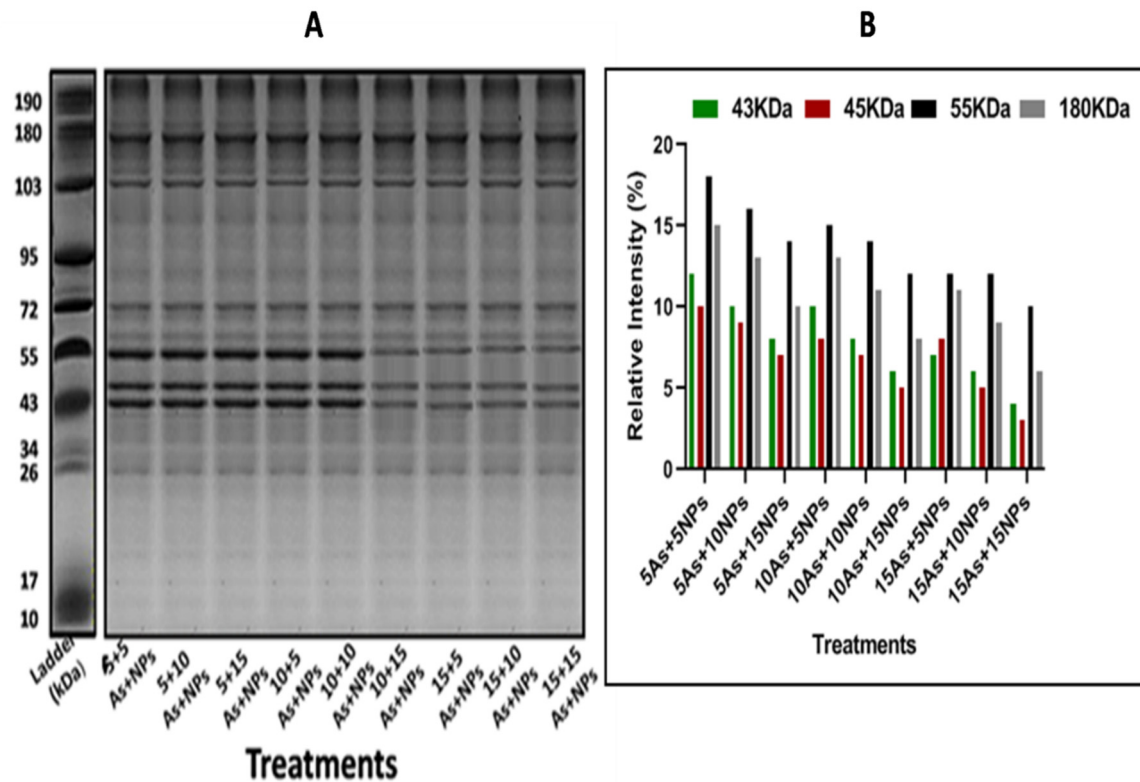 A
190
180
103
95
72
55
43
34
26
17
10
Ladder
(kDa)
5+5
As+NPs
5+10
As+NPs
5+15
As+NPs
10+5
As+NPs
10+10
As+NPs
10+15
As+NPs
15+5
As+NPs
15+10
As+NPs
15+15
As+NPs
Treatments
B
43KDa 45KDa 55KDa 180KDa
Relative Intensity (%)
20
15
10
5
0
5As+5NPs
5As+10NPs
5As+15NPs
10As+5NPs
10As+10NPs
10As+15NPs
15As+5NPs
15As+10NPs
15As+15NPs
Treatments